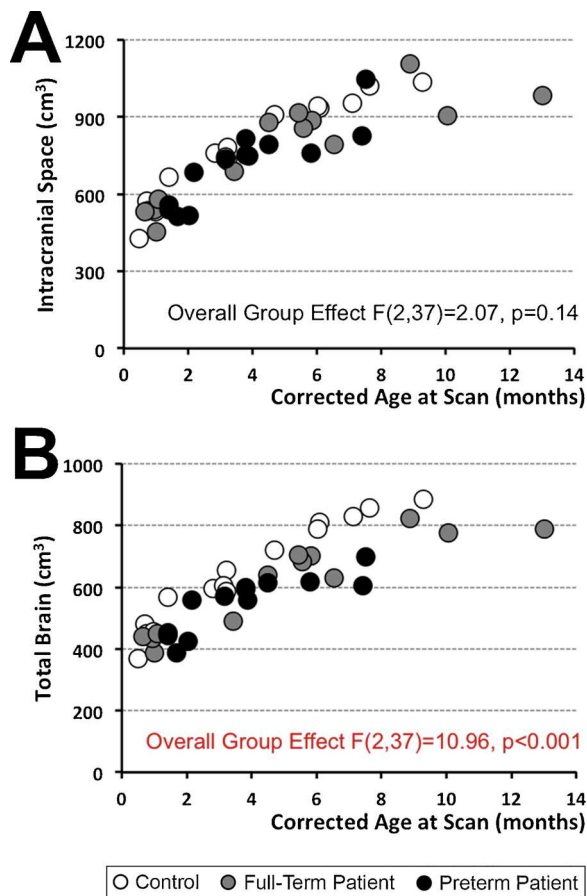 A
1200
900
600
300
0
Intracranial Space (cm³)
Overall Group Effect F(2,37)=2.07, p=0.14
0 2 4 6 8 10 12 14
Corrected Age at Scan (months)
B
1000
800
600
400
200
0
Total Brain (cm³)
Overall Group Effect F(2,37)=10.96, p<0.001
0 2 4 6 8 10 12 14
Corrected Age at Scan (months)
Control Full-Term Patient Preterm Patient